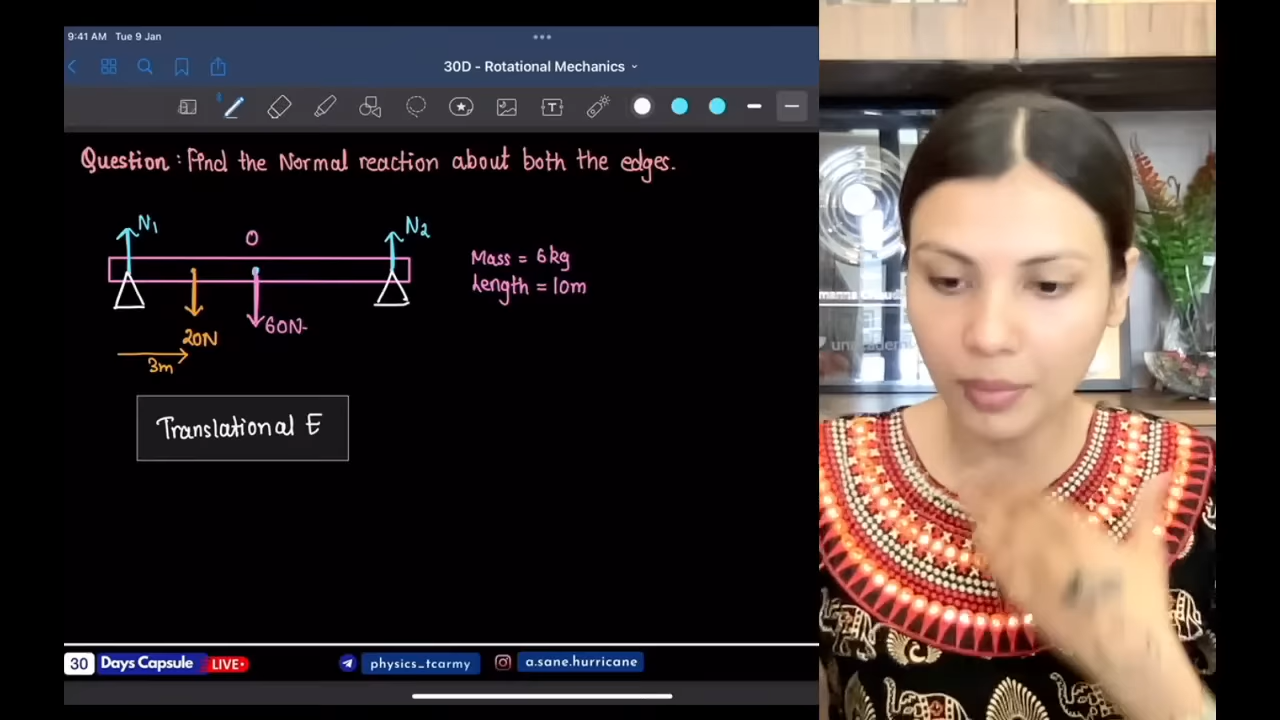 9:41 AM Tue 9 Jan
30D - Rotational Mechanics
Question : Find the Normal reaction about both the edges.
N1
N2
O
Mass = 6kg
Length = 10m
60N
20N
3m
Translational E
30 Days Capsule LIVE
physics_tcarmy
a.sane.hurricane